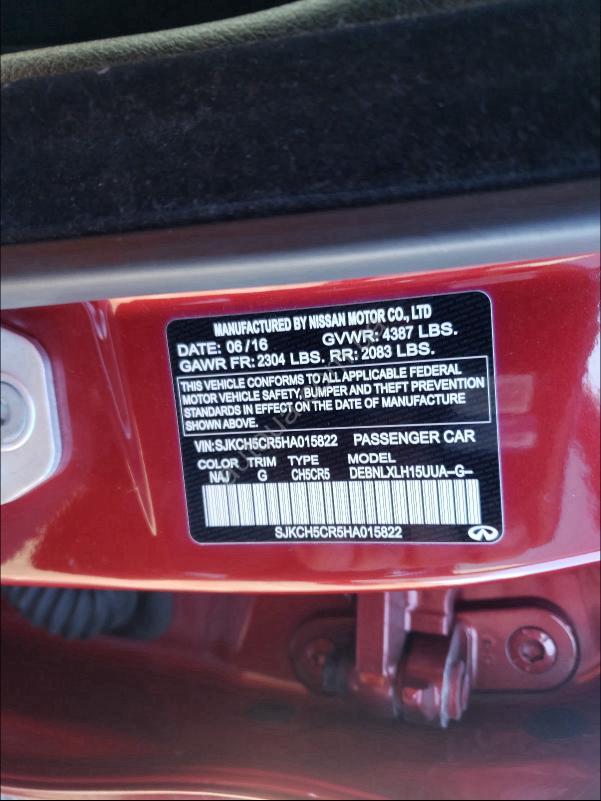 MANUFACTURED BY NISSAN MOTOR CO., LTD
DATE: 06/16 GVWR: 4387 LBS.
GAWR FR: 2304 LBS. RR: 2083 LBS.
THIS VEHICLE CONFORMS TO ALL APPLICABLE FEDERAL
MOTOR VEHICLE SAFETY, BUMPER AND THEFT PREVENTION
STANDARDS IN EFFECT ON THE DATE OF MANUFACTURE
SHOWN ABOVE.
VIN:SJKCH5CR5HA015822 PASSENGER CAR
COLOR TRIM TYPE MODEL
NAJ G CH5CR5 DEBNLXLH15UUA-G-
SJKCH5CR5HA015822